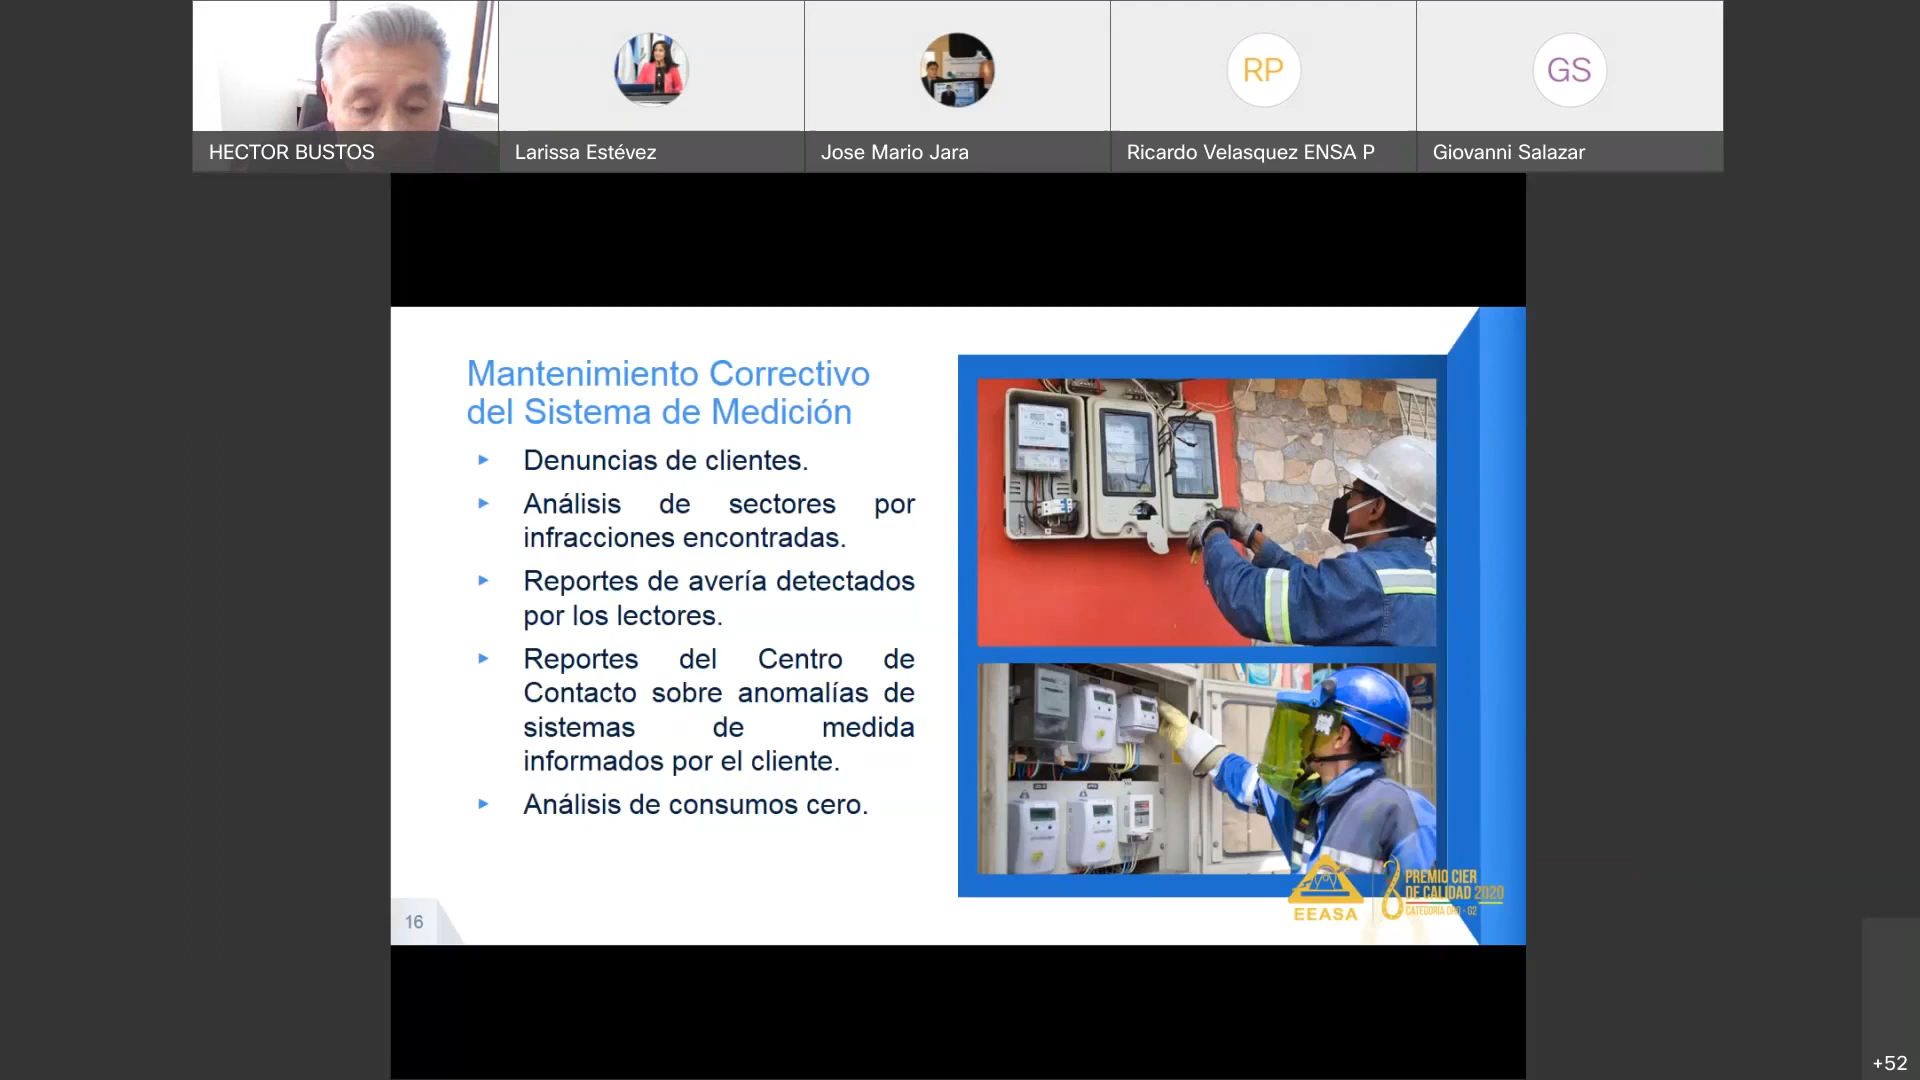 HECTOR BUSTOS
Larissa Estévez
Jose Mario Jara
RP
Ricardo Velasquez ENSA P
GS
Giovanni Salazar
Mantenimiento Correctivo
del Sistema de Medición
Denuncias de clientes.
Análisis de sectores por
infracciones encontradas.
Reportes de avería detectados
por los lectores.
Reportes del Centro de
Contacto sobre anomalías de
sistemas de medida
informados por el cliente.
Análisis de consumos cero.
16
EEASA
PREMIO CIER
DE CALIDAD 2020
CATEGORÍA ORO - G2
+52